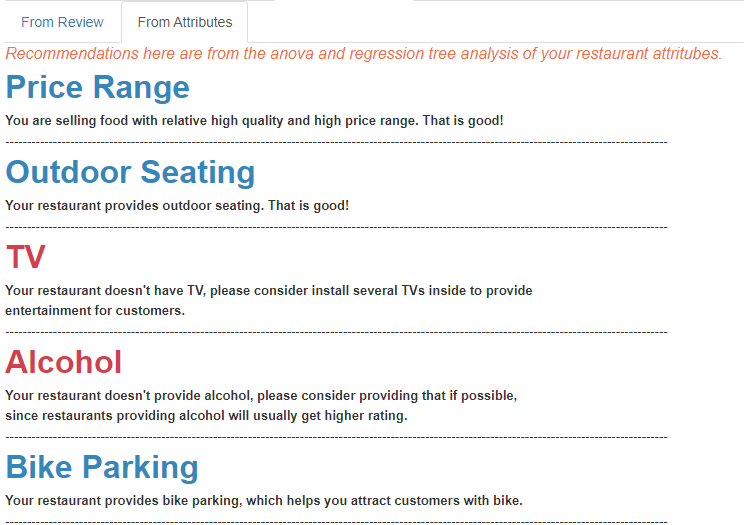 From Review From Attributes
Recommendations here are from the anova and regression tree analysis of your restaurant attritubes.
Price Range
You are selling food with relative high quality and high price range. That is good!
Outdoor Seating
Your restaurant provides outdoor seating. That is good!
TV
Your restaurant doesn't have TV, please consider install several TVs inside to provide
entertainment for customers.
Alcohol
Your restaurant doesn't provide alcohol, please consider providing that if possible,
since restaurants providing alcohol will usually get higher rating.
Bike Parking
Your restaurant provides bike parking, which helps you attract customers with bike.